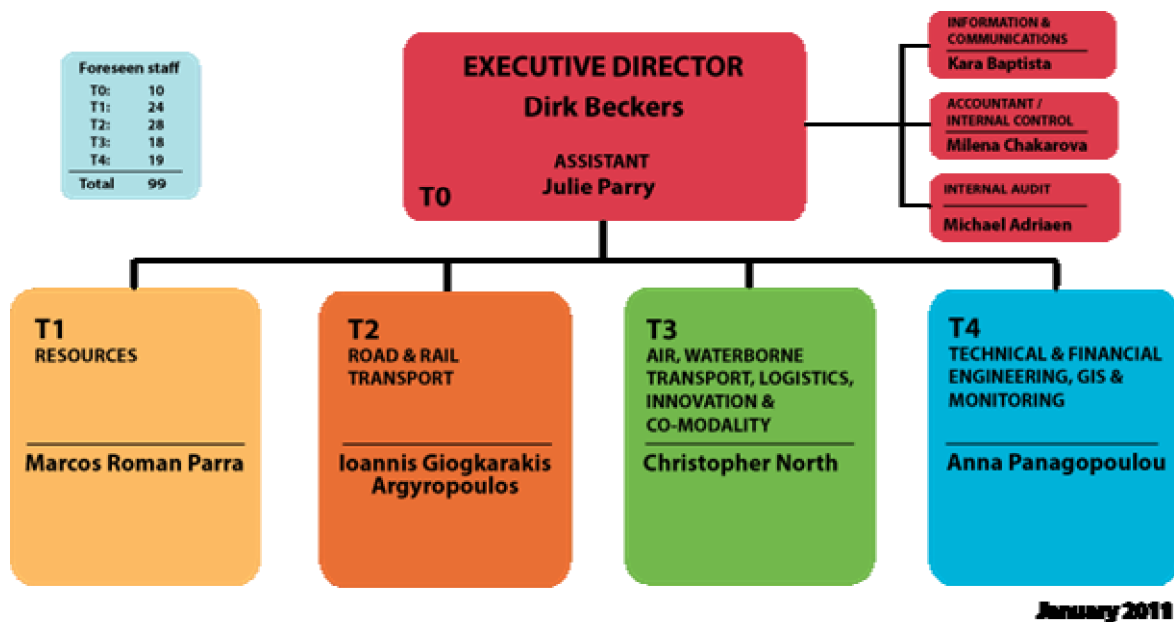 Foreseen staff
T0: 10
T1: 24
T2: 28
T3: 18
T4: 19
Total 99
EXECUTIVE DIRECTOR
Dirk Beckers
ASSISTANT
Julie Parry
T0
INFORMATION &
COMMUNICATIONS
Kara Baptista
ACCOUNTANT /
INTERNAL CONTROL
Milena Chakarova
INTERNAL AUDIT
Michael Adriaen
T1
RESOURCES
Marcos Roman Parra
T2
ROAD & RAIL
TRANSPORT
Ioannis Giogkarakis
Argyropoulos
T3
AIR, WATERBORNE
TRANSPORT, LOGISTICS,
INNOVATION &
CO-MODALITY
Christopher North
T4
TECHNICAL & FINANCIAL
ENGINEERING, GIS &
MONITORING
Anna Panagopoulou
January 2011